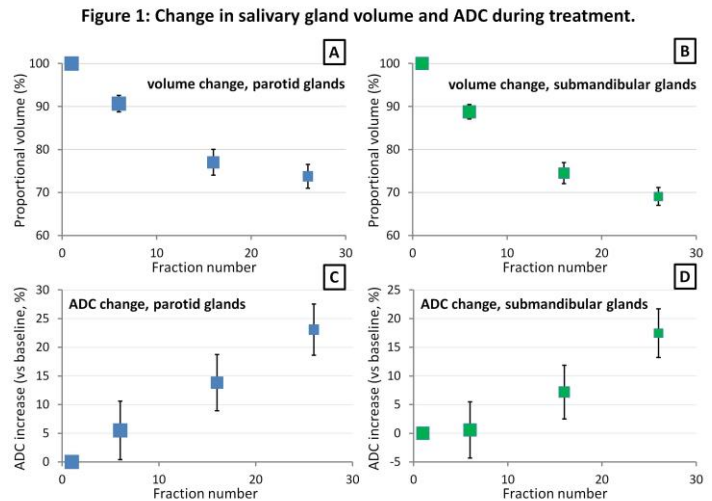 Figure 1: Change in salivary gland volume and ADC during treatment.
A
volume change, parotid glands
Proportional volume (%)
100
90
80
70
60
0
10
20
30
Fraction number
B
volume change, submandibular glands
Proportional volume (%)
100
90
80
70
60
0
10
20
30
Fraction number
C
ADC change, parotid glands
ADC increase (vs baseline, %)
30
25
20
15
10
5
0
0
10
20
30
Fraction number
D
ADC change, submandibular glands
ADC increase (vs baseline, %)
25
20
15
10
5
0
-5
0
10
20
30
Fraction number